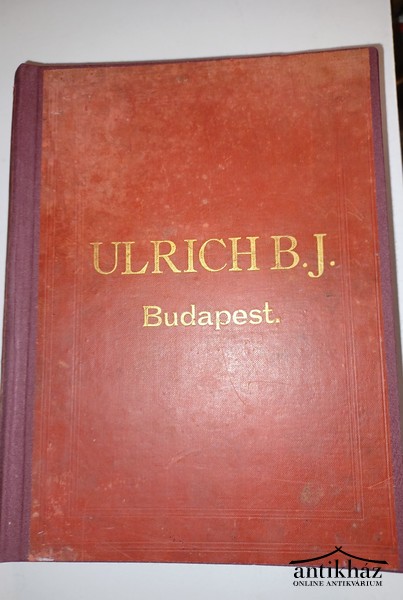 ULRICH B.J.
Budapest.
antikház
ONLINE ANTIKVÁRIUM